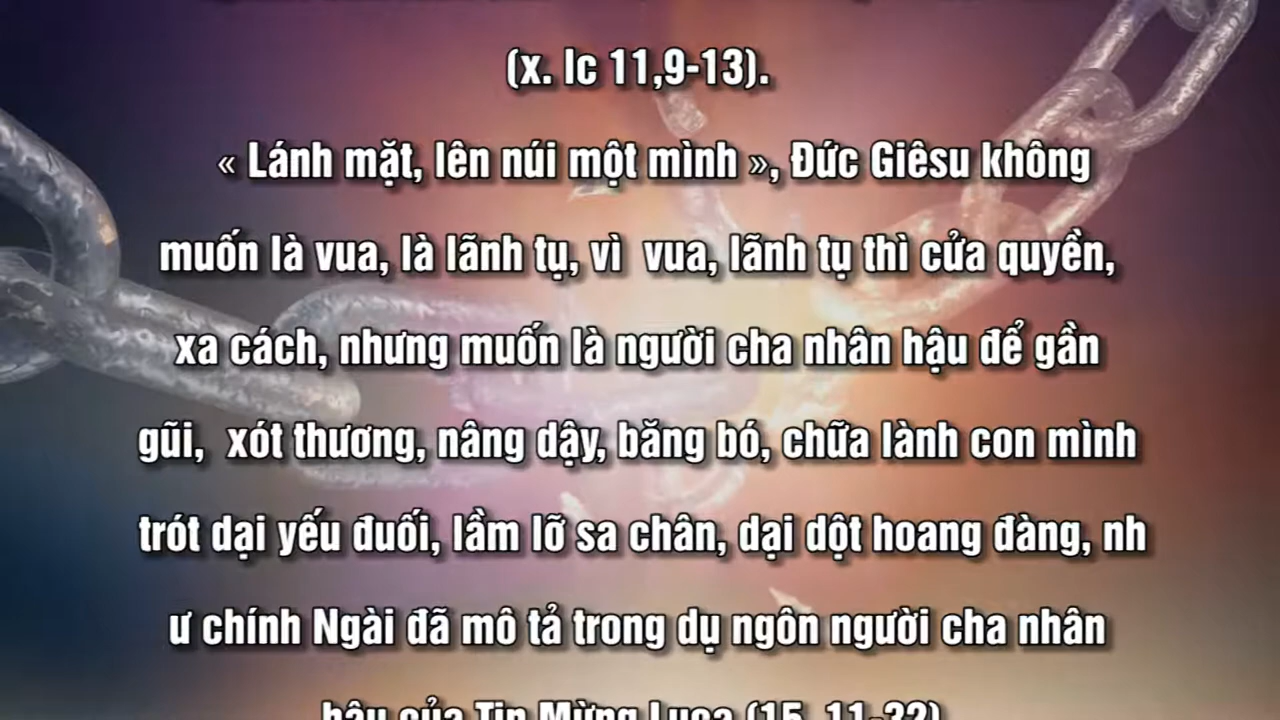 (x. lc 11,9-13).
« Lánh mặt, lên núi một mình », Đức Giêsu không
muốn là vua, là lãnh tụ, vì  vua, lãnh tụ thì cửa quyền,
xa cách, nhưng muốn là người cha nhân hậu để gần
gũi,  xót thương, nâng dậy, băng bó, chữa lành con mình
trót dại yếu đuối, lầm lỡ sa chân, dại dột hoang đàng, nh
ư chính Ngài đã mô tả trong dụ ngôn người cha nhân
hậu của Tin Mừng Luca (15, 11-32)